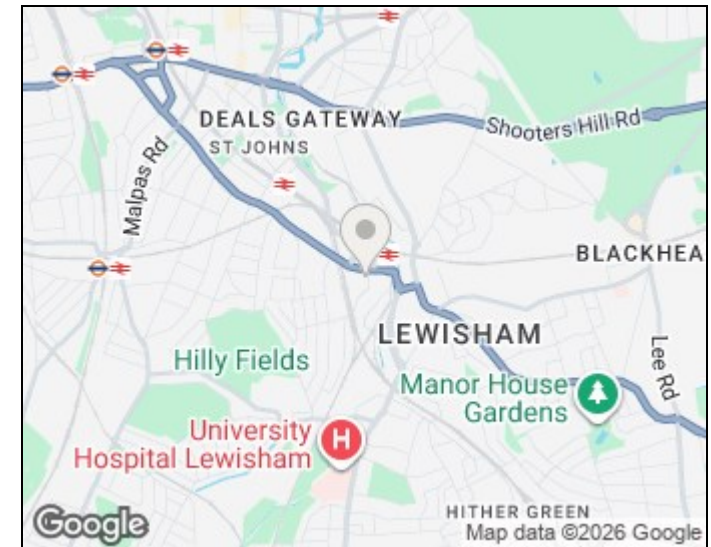 DEALS GATEWAY
Shooters Hill Rd
ST JOHNS
Malpas Rd
BLACKHEA
LEWISHAM
Hilly Fields
Manor House
Gardens
Lee Rd
University
Hospital Lewisham
H
HITHER GREEN
Google
Map data ©2026 Google